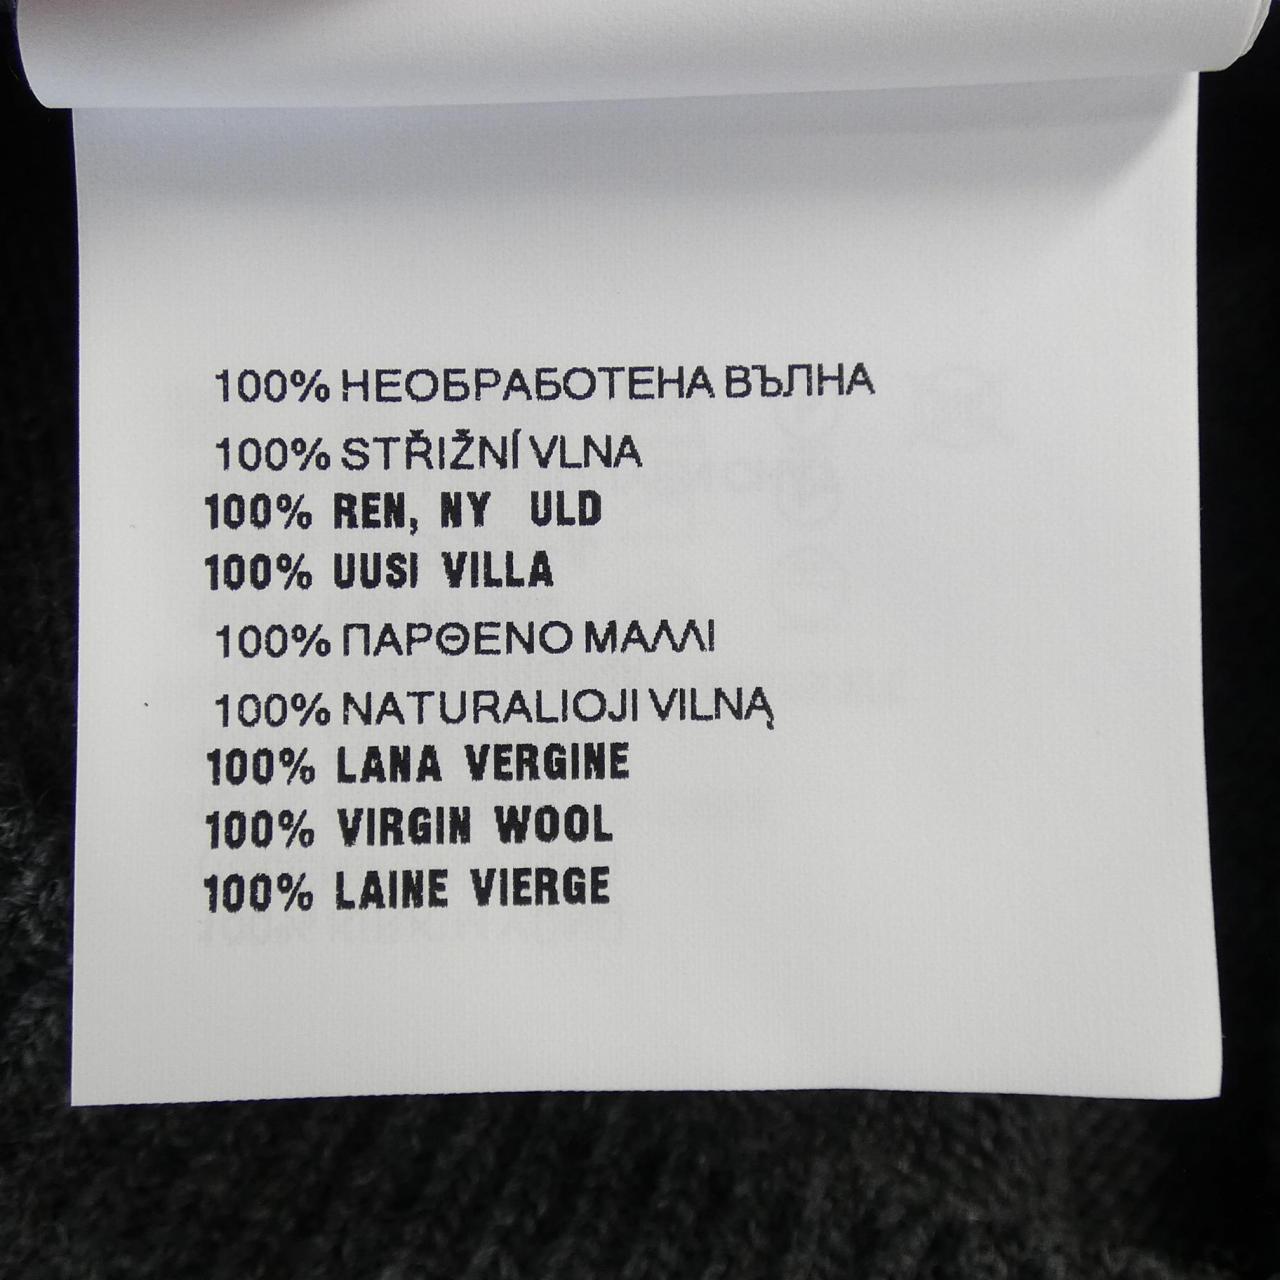 100% НЕОБРАБОТЕНА ВЪЛНА
100% STŘIŽNÍ VLNA
100% REN, NY ULD
100% UUSI VILLA
100% ΠΑΡΘΕΝΟ ΜΑΛΛΙ
100% NATURALIOJI VILNĄ
100% LANA VERGINE
100% VIRGIN WOOL
100% LAINE VIERGE